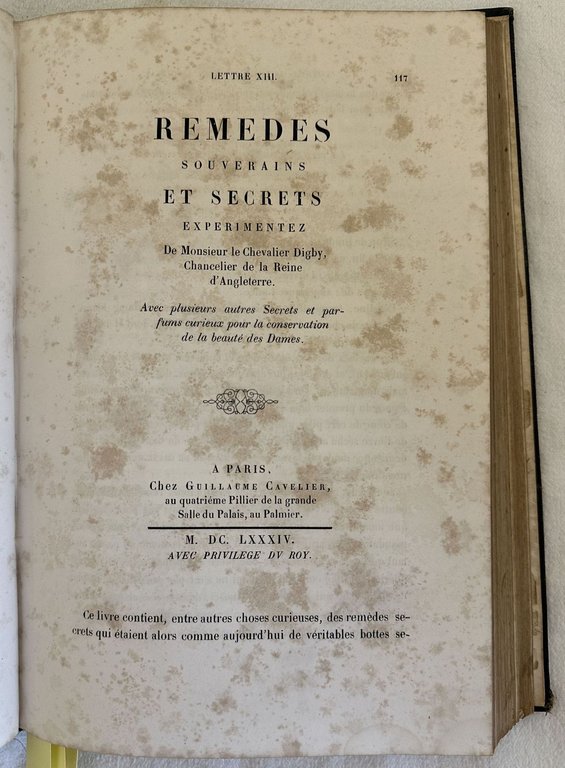 LETTRE XIII. 117
REMEDES
SOUVERAINS
ET SECRETS
EXPERIMENTEZ
De Monsieur le Chevalier Digby,
Chancelier de la Reine
d'Angleterre.
Avec plusieurs autres Secrets et par-
fums curieux pour la conservation
de la beauté des Dames.
A PARIS,
Chez GUILLAUME CAVELIER,
au quatriéme Pillier de la grande
Salle du Palais, au Palmier.
M. DC. LXXXIV.
AVEC PRIVILEGE DV ROY.
Ce livre contient, entre autres choses curieuses, des remèdes se-
crets qui étaient alors comme aujourd'hui de véritables bottes se-